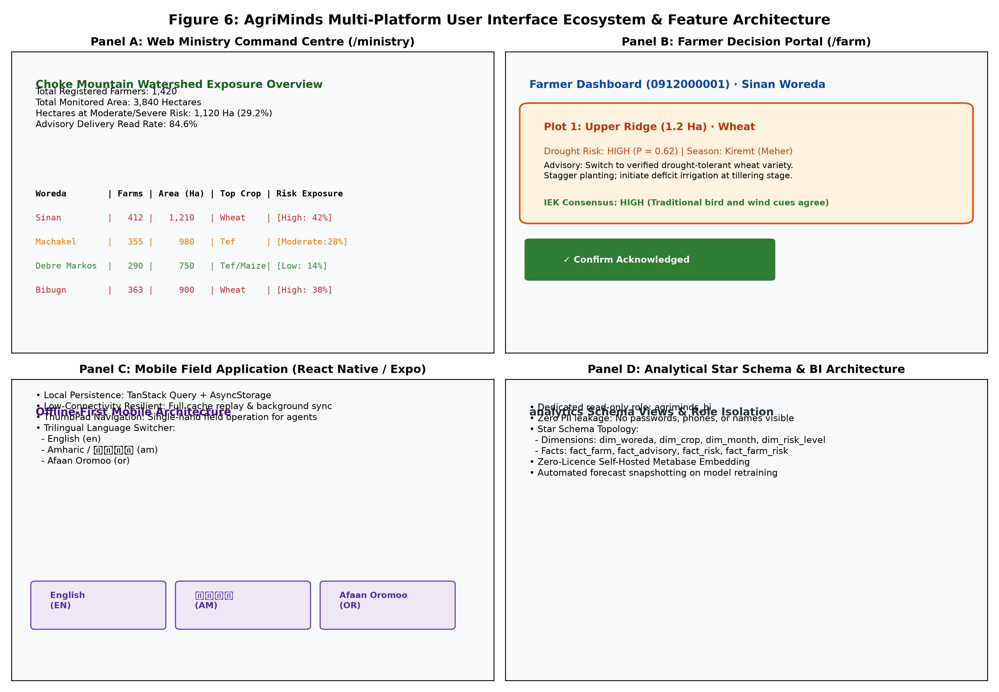 Figure 6: AgriMinds Multi-Platform User Interface Ecosystem & Feature Architecture
Panel A: Web Ministry Command Centre (/ministry)
Choke Mountain Watershed Exposure Overview
Total Registered Farmers: 1,420
Total Monitored Area: 3,840 Hectares
Hectares at Moderate/Severe Risk: 1,120 Ha (29.2%)
Advisory Delivery Read Rate: 84.6%
Woreda | Farms | Area (Ha) | Top Crop | Risk Exposure
Sinan | 412 | 1,210 | Wheat | [High: 42%]
Machakel | 355 | 980 | Tef | [Moderate:28%]
Debre Markos | 290 | 750 | Tef/Maize| [Low: 14%]
Bibugn | 363 | 900 | Wheat | [High: 38%]
Panel B: Farmer Decision Portal (/farm)
Farmer Dashboard (0912000001) · Sinan Woreda
Plot 1: Upper Ridge (1.2 Ha) · Wheat
Drought Risk: HIGH (P = 0.62) | Season: Kiremt (Meher)
Advisory: Switch to verified drought-tolerant wheat variety.
Stagger planting; initiate deficit irrigation at tillering stage.
IEK Consensus: HIGH (Traditional bird and wind cues agree)
✓ Confirm Acknowledged
Panel C: Mobile Field Application (React Native / Expo)
• Local Persistence: TanStack Query + AsyncStorage
• Low-Connectivity Resilient: Full cache replay & background sync
Offline-First Mobile Architecture
• ThumbPad Navigation: Single-hand field operation for agents
• Trilingual Language Switcher:
- English (en)
- Amharic / (am)
- Afaan Oromoo (or)
English
(EN)
(AM)
Afaan Oromoo
(OR)
Panel D: Analytical Star Schema & BI Architecture
• Dedicated read-only role: agriminds_bi
analytics Schema Views & Role Isolation
• Zero PII leakage: No passwords, phones, or names visible
• Star Schema Topology:
- Dimensions: dim_woreda, dim_crop, dim_month, dim_risk_level
- Facts: fact_farm, fact_advisory, fact_risk, fact_farm_risk
• Zero-Licence Self-Hosted Metabase Embedding
• Automated forecast snapshotting on model retraining